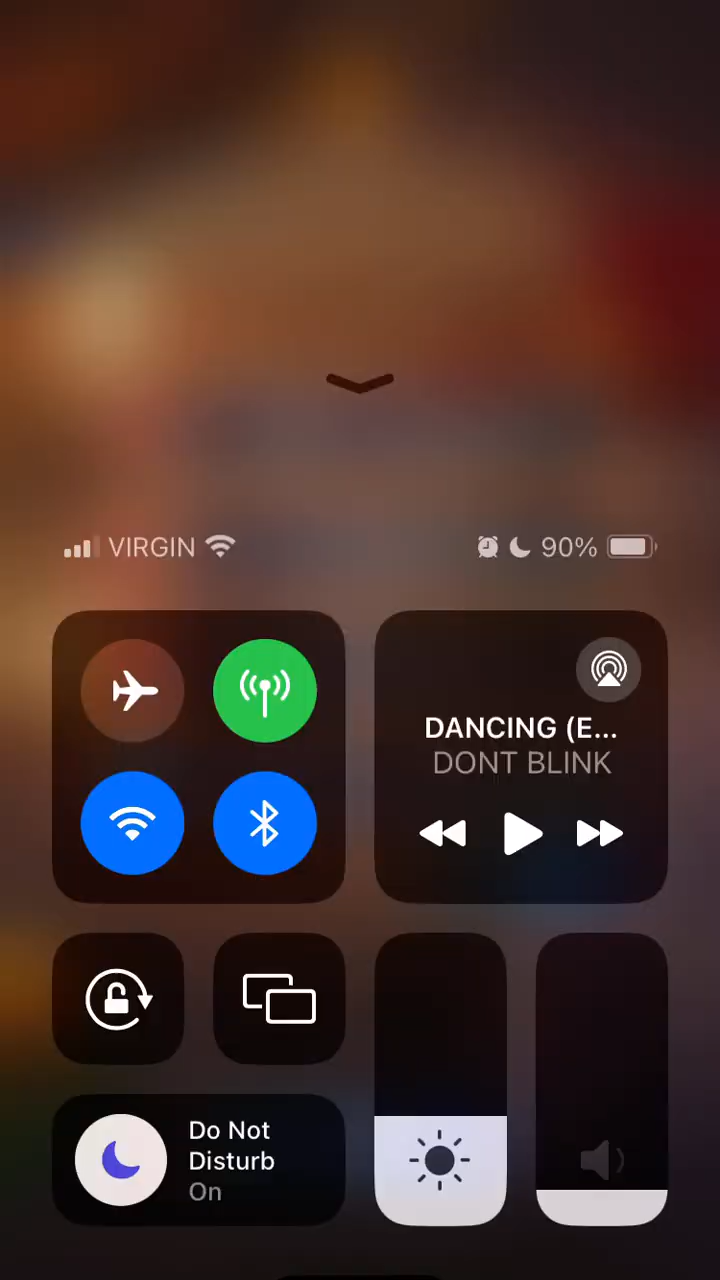 VIRGIN
90%
DANCING (E...
DONT BLINK
Do Not
Disturb
On